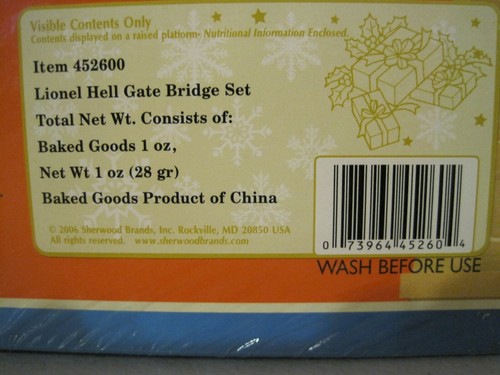 Visible Contents Only
Contents displayed on a raised platform- Nutritional Information Enclosed.
Item 452600
Lionel Hell Gate Bridge Set
Total Net Wt. Consists of:
Baked Goods 1 oz,
Net Wt 1 oz (28 gr)
Baked Goods Product of China
© 2006 Sherwood Brands, Inc. Rockville, MD 20850 USA
All rights reserved. www.sherwoodbrands.com
0 73964 45260 4
WASH BEFORE USE